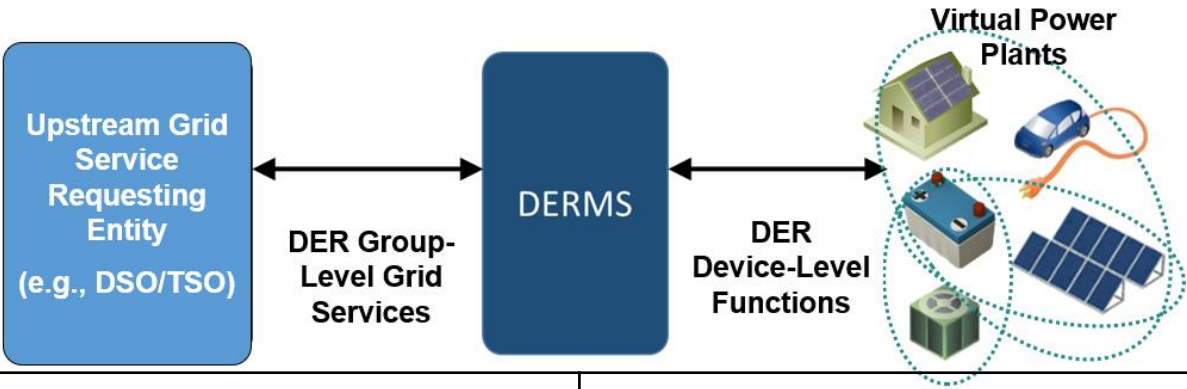 Upstream Grid
Service
Requesting
Entity
(e.g., DSO/TSO)
DER Group-
Level Grid
Services
DERMS
DER
Device-Level
Functions
Virtual Power
Plants